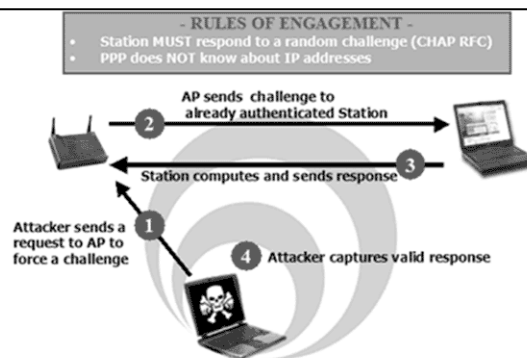 - RULES OF ENGAGEMENT -
• Station MUST respond to a random challenge (CHAP RFC)
• PPP does NOT know about IP addresses
AP sends challenge to
already authenticated Station
2
3
Station computes and sends response
1
Attacker sends a
request to AP to
force a challenge
4
Attacker captures valid response